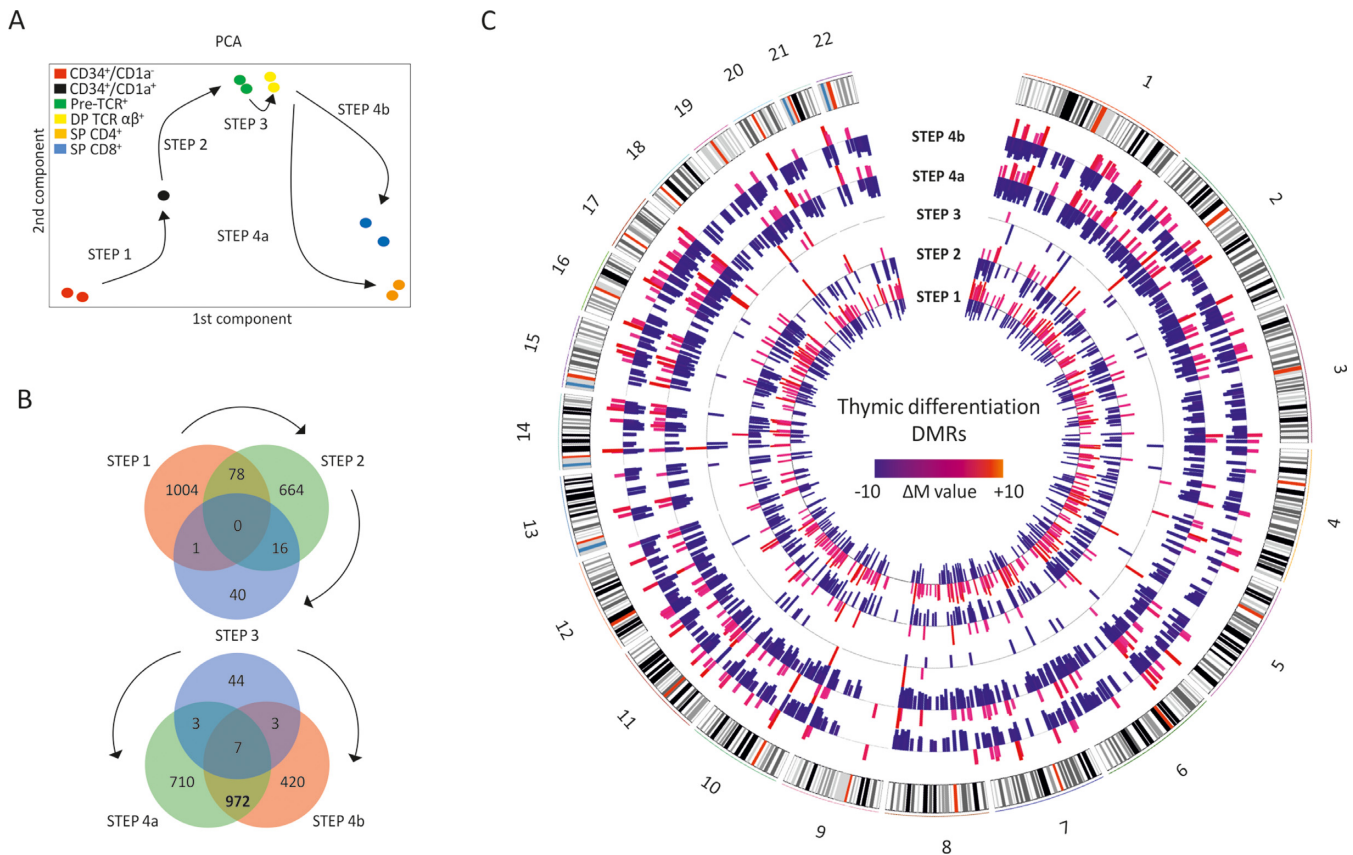 A
PCA
CD34⁺/CD1a⁻
CD34⁺/CD1a⁺
Pre-TCR⁺
DP TCR αβ⁺
SP CD4⁺
SP CD8⁺
STEP 1
STEP 2
STEP 3
STEP 4a
STEP 4b
2nd component
1st component
B
STEP 1
STEP 2
1004
78
664
0
1
16
40
STEP 3
44
3
3
7
710
420
972
STEP 4a
STEP 4b
C
1
2
3
4
5
6
7
8
9
10
11
12
13
14
15
16
17
18
19
20
21
22
STEP 4b
STEP 4a
STEP 3
STEP 2
STEP 1
Thymic differentiation
DMRs
-10 ΔM value +10